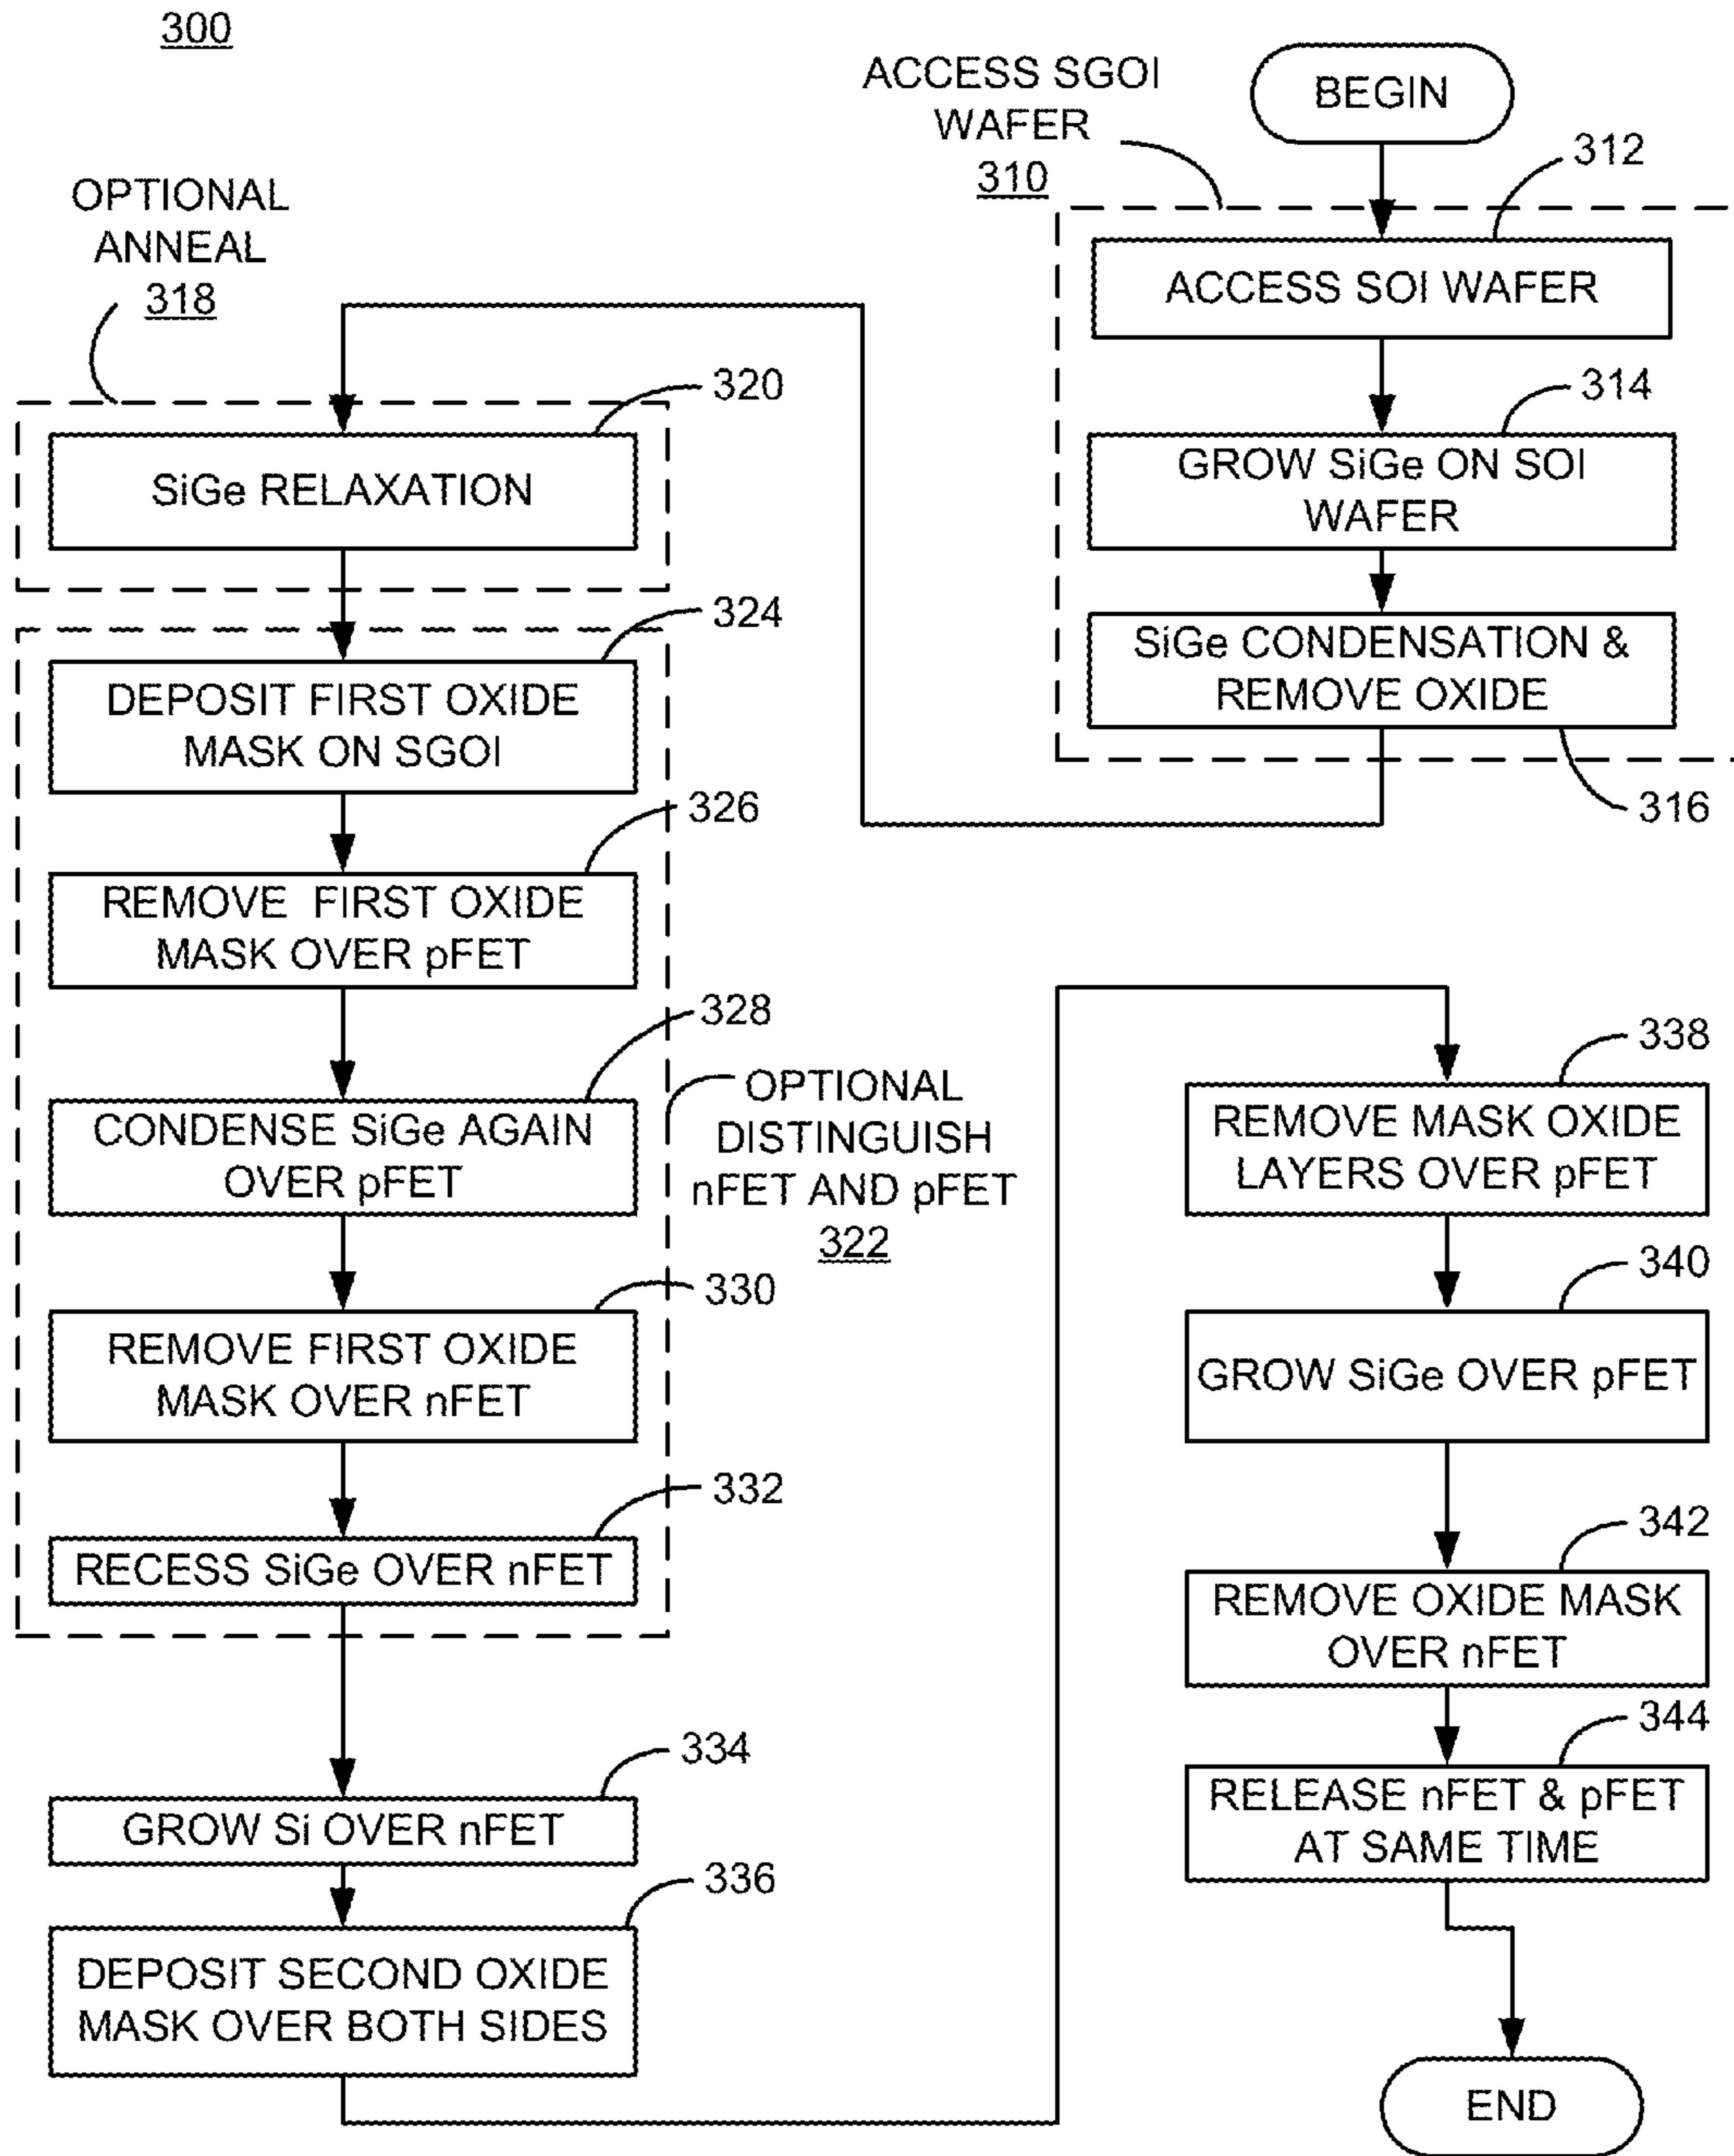 300
BEGIN
ACCESS SGOI
WAFER
310
312
ACCESS SOI WAFER
314
GROW SiGe ON SOI
WAFER
SiGe CONDENSATION &
REMOVE OXIDE
316
OPTIONAL
ANNEAL
318
320
SiGe RELAXATION
324
DEPOSIT FIRST OXIDE
MASK ON SGOI
326
REMOVE FIRST OXIDE
MASK OVER pFET
328
CONDENSE SiGe AGAIN
OVER pFET
OPTIONAL
DISTINGUISH
nFET AND pFET
322
330
REMOVE FIRST OXIDE
MASK OVER nFET
332
RECESS SiGe OVER nFET
334
GROW Si OVER nFET
336
DEPOSIT SECOND OXIDE
MASK OVER BOTH SIDES
338
REMOVE MASK OXIDE
LAYERS OVER pFET
340
GROW SiGe OVER pFET
342
REMOVE OXIDE MASK
OVER nFET
344
RELEASE nFET & pFET
AT SAME TIME
END